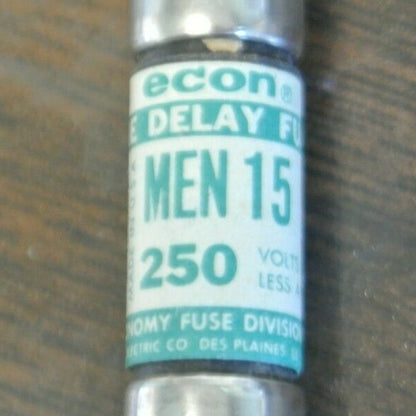 econ®
E DELAY FU
MEN 15
250 VOLTS
LESS A
NOMY FUSE DIVISION
ECTRIC CO DES PLAINES